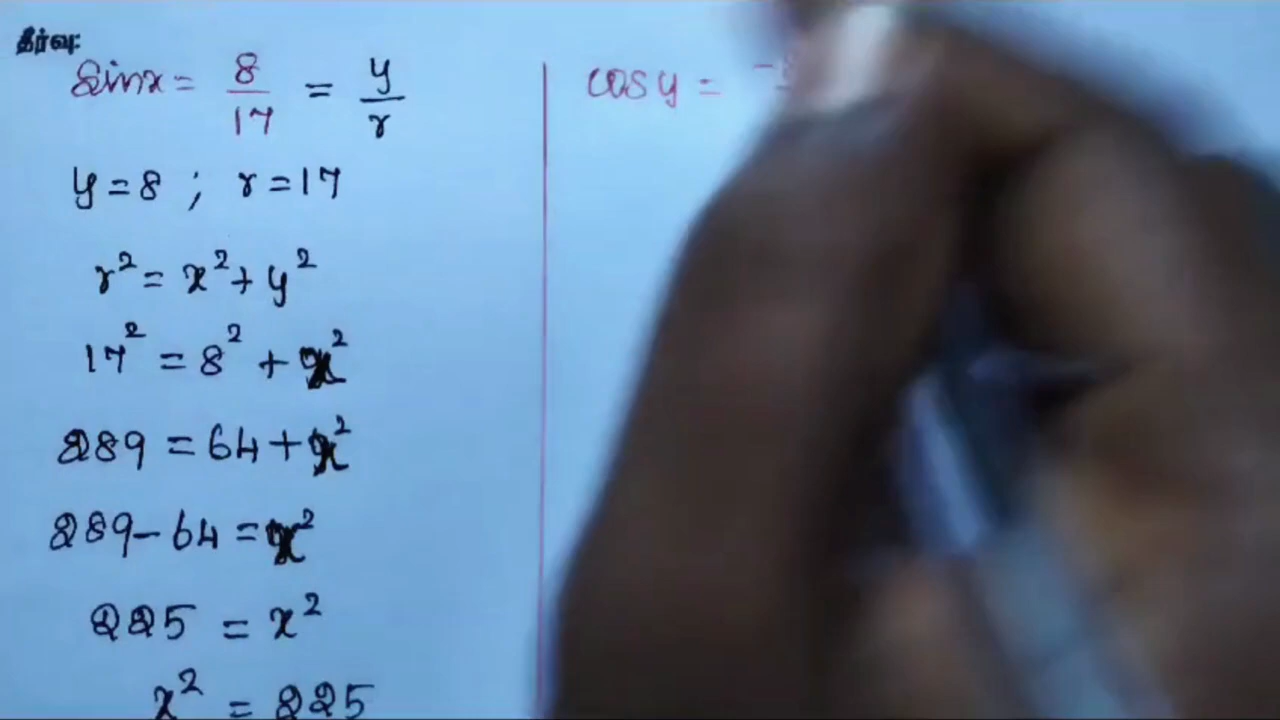 தீர்வு:
Sinx = 8/17 = y/r
y = 8 ; r = 17
r² = x² + y²
17² = 8² + x²
289 = 64 + x²
289 - 64 = x²
225 = x²
x² = 225
cos y =